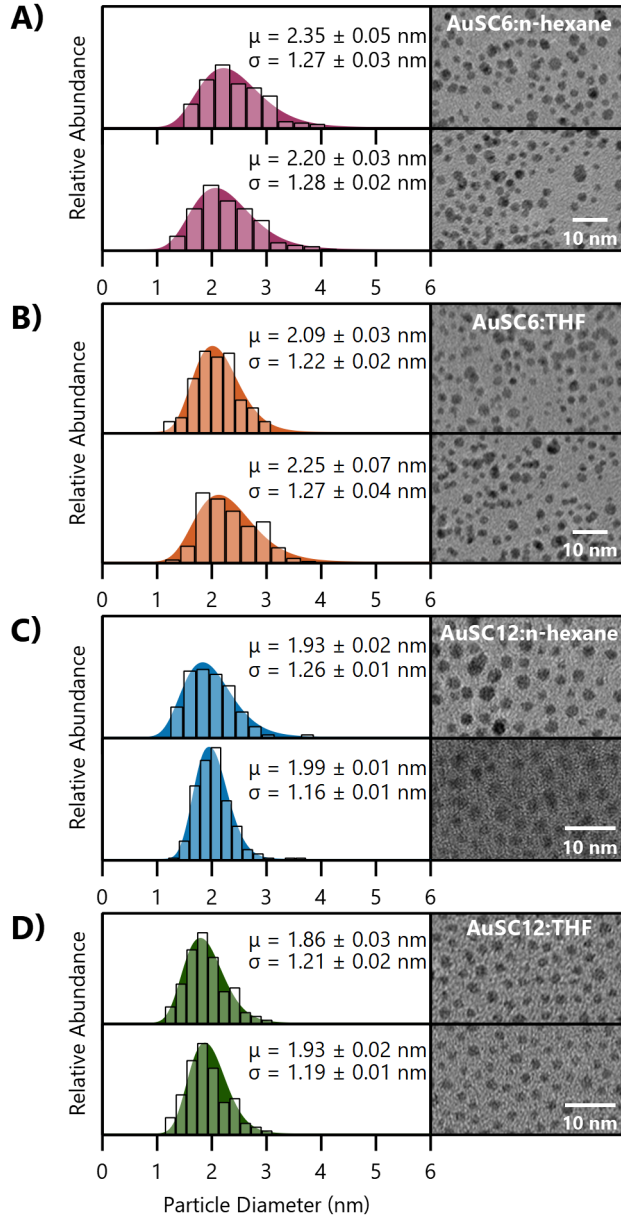 A)
Relative Abundance
μ = 2.35 ± 0.05 nm
σ = 1.27 ± 0.03 nm
AuSC6:n-hexane
μ = 2.20 ± 0.03 nm
σ = 1.28 ± 0.02 nm
10 nm
0 1 2 3 4 5 6
B)
Relative Abundance
μ = 2.09 ± 0.03 nm
σ = 1.22 ± 0.02 nm
AuSC6:THF
Relative Abundance
μ = 2.25 ± 0.07 nm
σ = 1.27 ± 0.04 nm
10 nm
0 1 2 3 4 5 6
C)
Relative Abundance
μ = 1.93 ± 0.02 nm
σ = 1.26 ± 0.01 nm
AuSC12:n-hexane
μ = 1.99 ± 0.01 nm
σ = 1.16 ± 0.01 nm
10 nm
0 1 2 3 4 5 6
D)
Relative Abundance
μ = 1.86 ± 0.03 nm
σ = 1.21 ± 0.02 nm
AuSC12:THF
μ = 1.93 ± 0.02 nm
σ = 1.19 ± 0.01 nm
10 nm
0 1 2 3 4 5 6
Particle Diameter (nm)